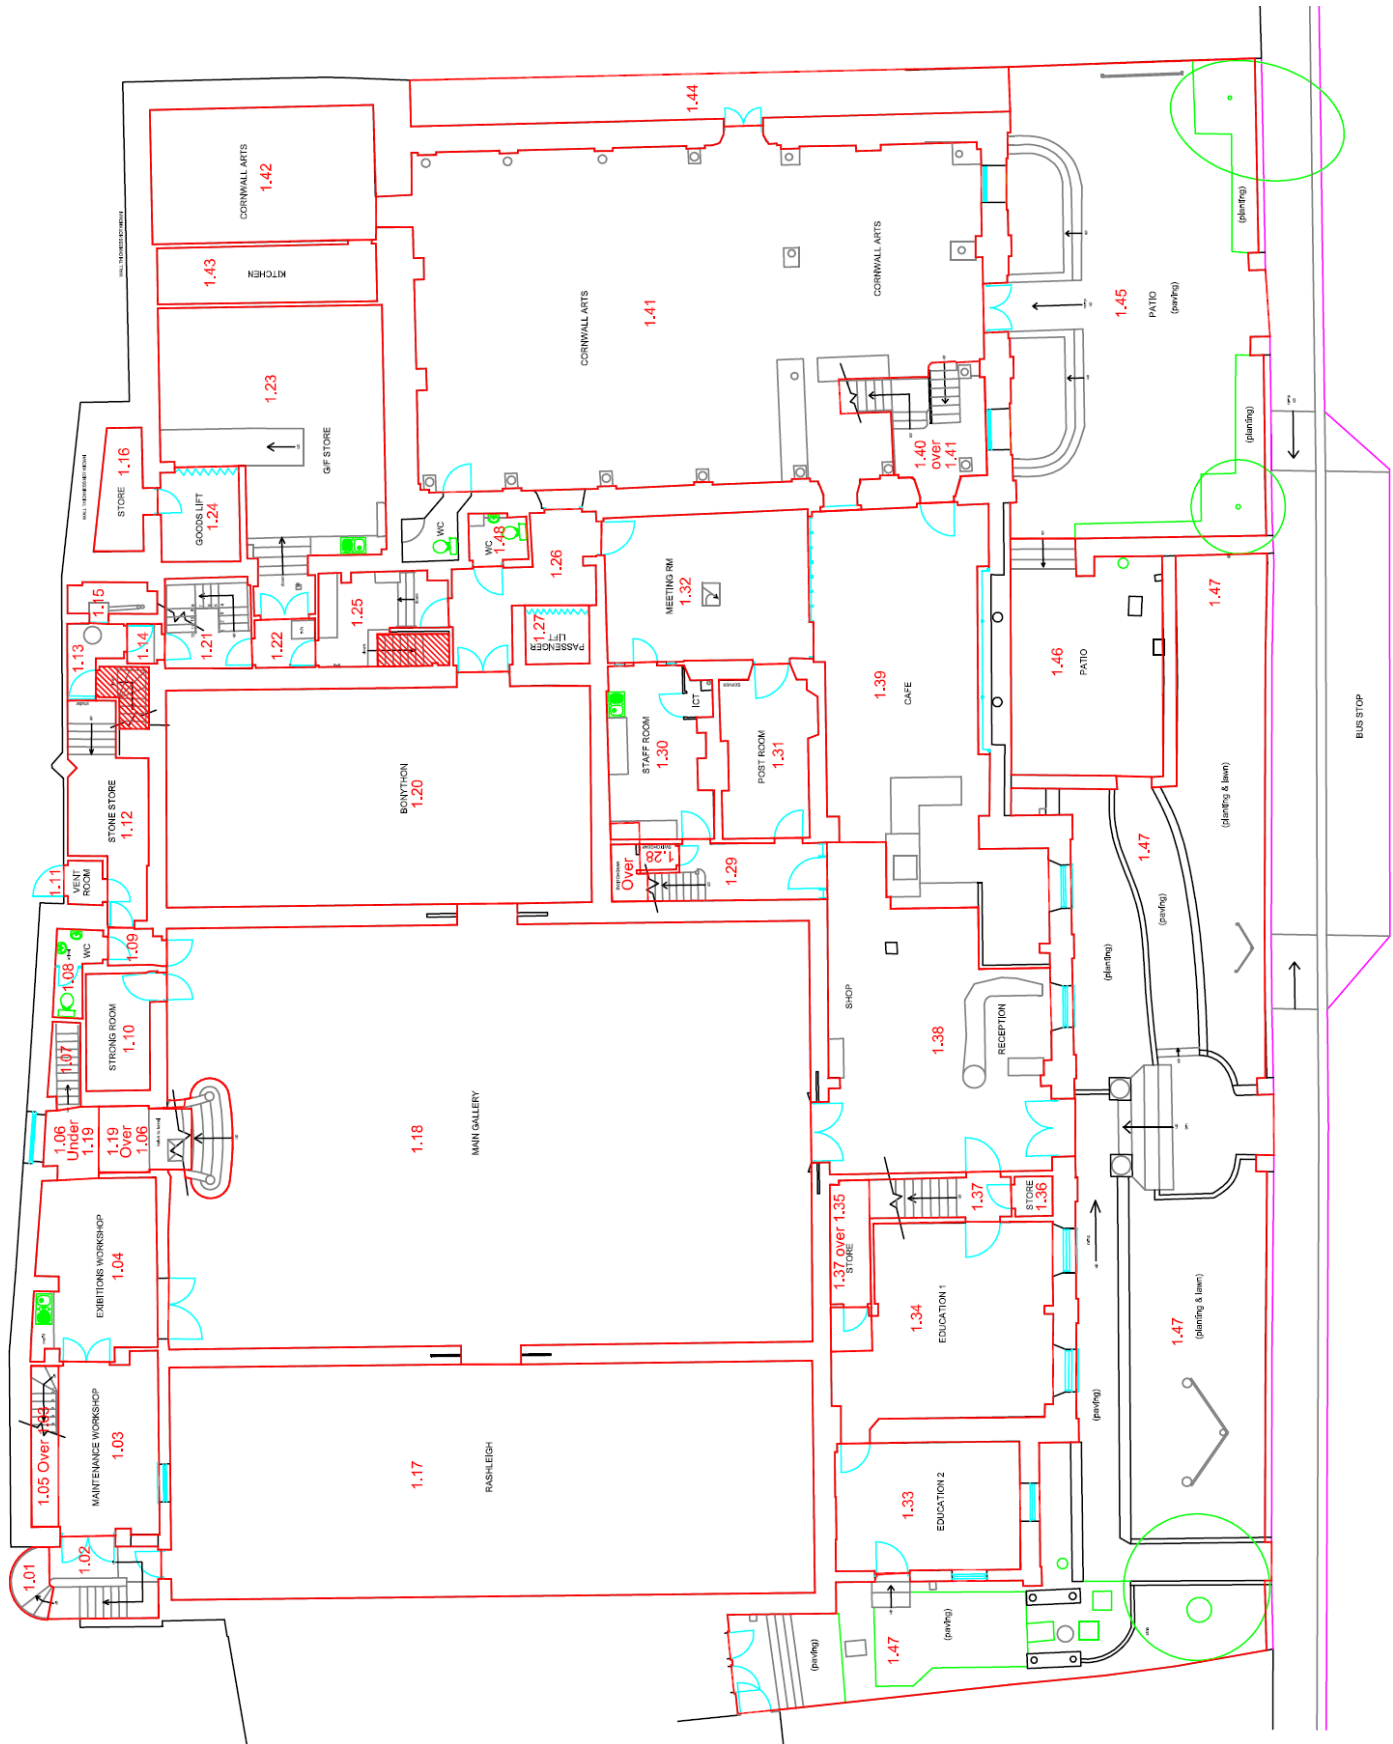 1.44
CORNWALL ARTS
1.42
KITCHEN
1.43
CORNWALL ARTS
1.41
CORNWALL ARTS
1.45
PATIO
(paving)
(planting)
(planting)
1.23
G/F STORE
1.16
STORE
GOODS LIFT
1.24
1.40
over
1.41
WC
WC
1.48
1.26
1.27
PASSENGER
LIFT
1.25
1.22
1.21
1.15
1.14
1.13
MEETING RM
1.32
ICT
STAFF ROOM
1.30
POST ROOM
1.31
1.39
CAFE
1.46
PATIO
1.47
BUS STOP
(planting & lawn)
BONYTHON
1.20
STONE STORE
1.12
1.11
VENT
ROOM
Over
1.28
1.29
1.47
(paving)
(planting)
1.09
WC
1.08
STRONG ROOM
1.10
1.07
1.06
Under
1.19
1.19
Over
1.06
MAIN GALLERY
1.18
SHOP
1.38
RECEPTION
1.37
STORE
1.36
1.37 over 1.35
STORE
EXIBITIONS WORKSHOP
1.04
1.34
EDUCATION 1
1.47
(planting & lawn)
(paving)
1.05 Over 1.03
MAINTENANCE WORKSHOP
1.03
1.17
RASHLEIGH
1.33
EDUCATION 2
1.01
1.02
1.47
(paving)
(paving)